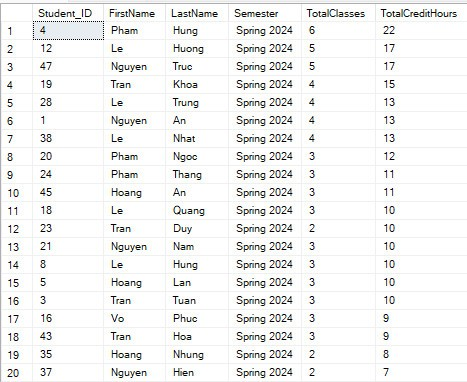 Student_ID FirstName LastName Semester TotalClasses TotalCreditHours
1 4 Pham Hung Spring 2024 6 22
2 12 Le Huong Spring 2024 5 17
3 47 Nguyen Truc Spring 2024 5 17
4 19 Tran Khoa Spring 2024 4 15
5 28 Le Trung Spring 2024 4 13
6 1 Nguyen An Spring 2024 4 13
7 38 Le Nhat Spring 2024 4 13
8 20 Pham Ngoc Spring 2024 3 12
9 24 Pham Thang Spring 2024 3 11
10 45 Hoang An Spring 2024 3 11
11 18 Le Quang Spring 2024 3 10
12 23 Tran Duy Spring 2024 2 10
13 21 Nguyen Nam Spring 2024 3 10
14 8 Le Hung Spring 2024 3 10
15 5 Hoang Lan Spring 2024 3 10
16 3 Tran Tuan Spring 2024 3 10
17 16 Vo Phuc Spring 2024 3 9
18 43 Tran Hoa Spring 2024 3 9
19 35 Hoang Nhung Spring 2024 2 8
20 37 Nguyen Hien Spring 2024 2 7